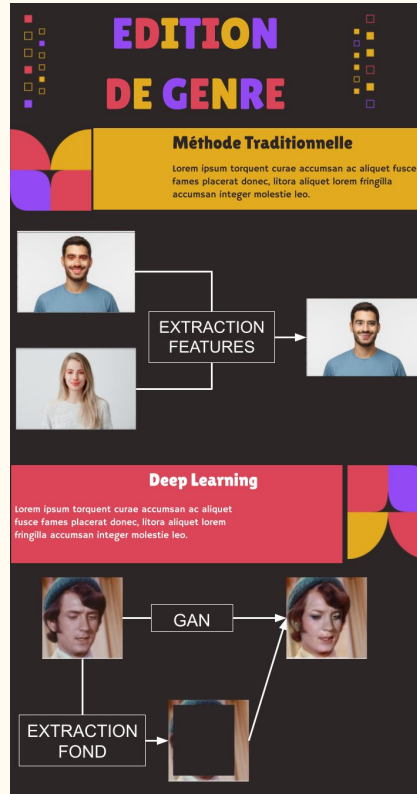 EDITION
DE GENRE
Méthode Traditionnelle
Lorem ipsum torquent curae accumsan ac aliquet fusce
fames placerat donec, litora aliquet lorem fringilla
accumsan integer molestie leo.
EXTRACTION
FEATURES
Deep Learning
Lorem ipsum torquent curae accumsan ac aliquet
fusce fames placerat donec, litora aliquet lorem
fringilla accumsan integer molestie leo.
GAN
EXTRACTION
FOND